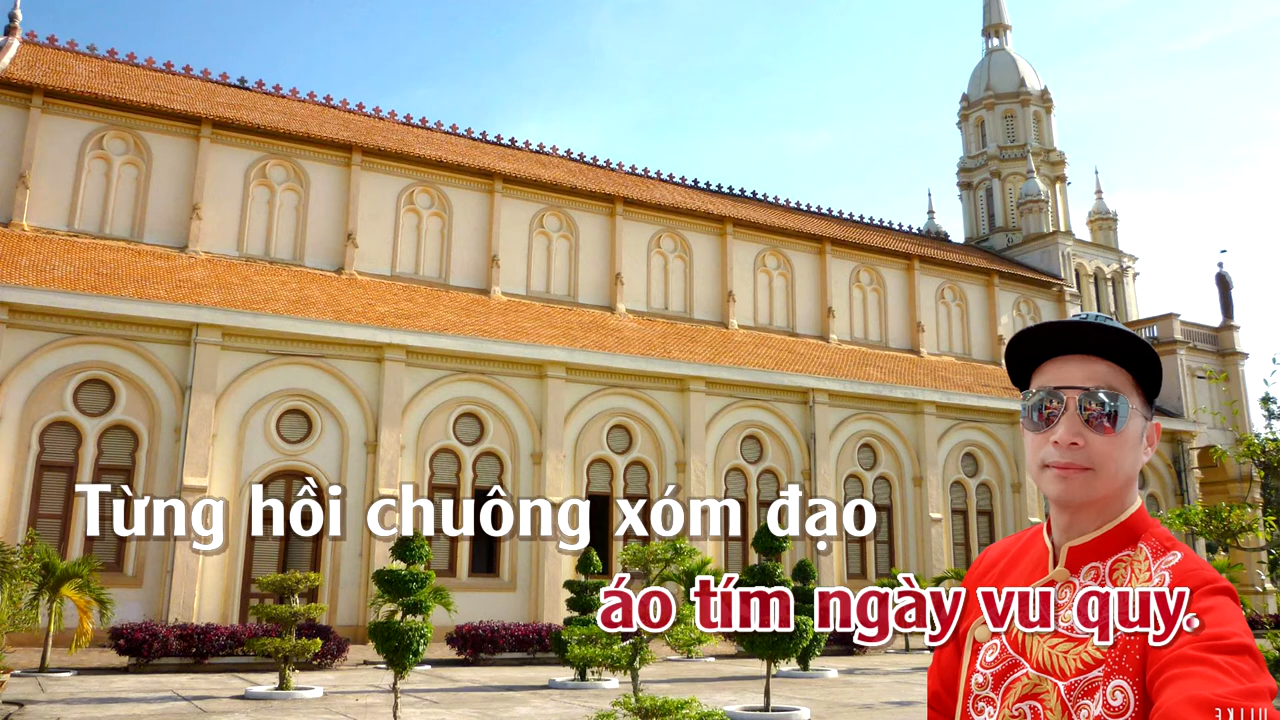 Từng hồi chuông xóm đạo
áo tím ngày vu quy.